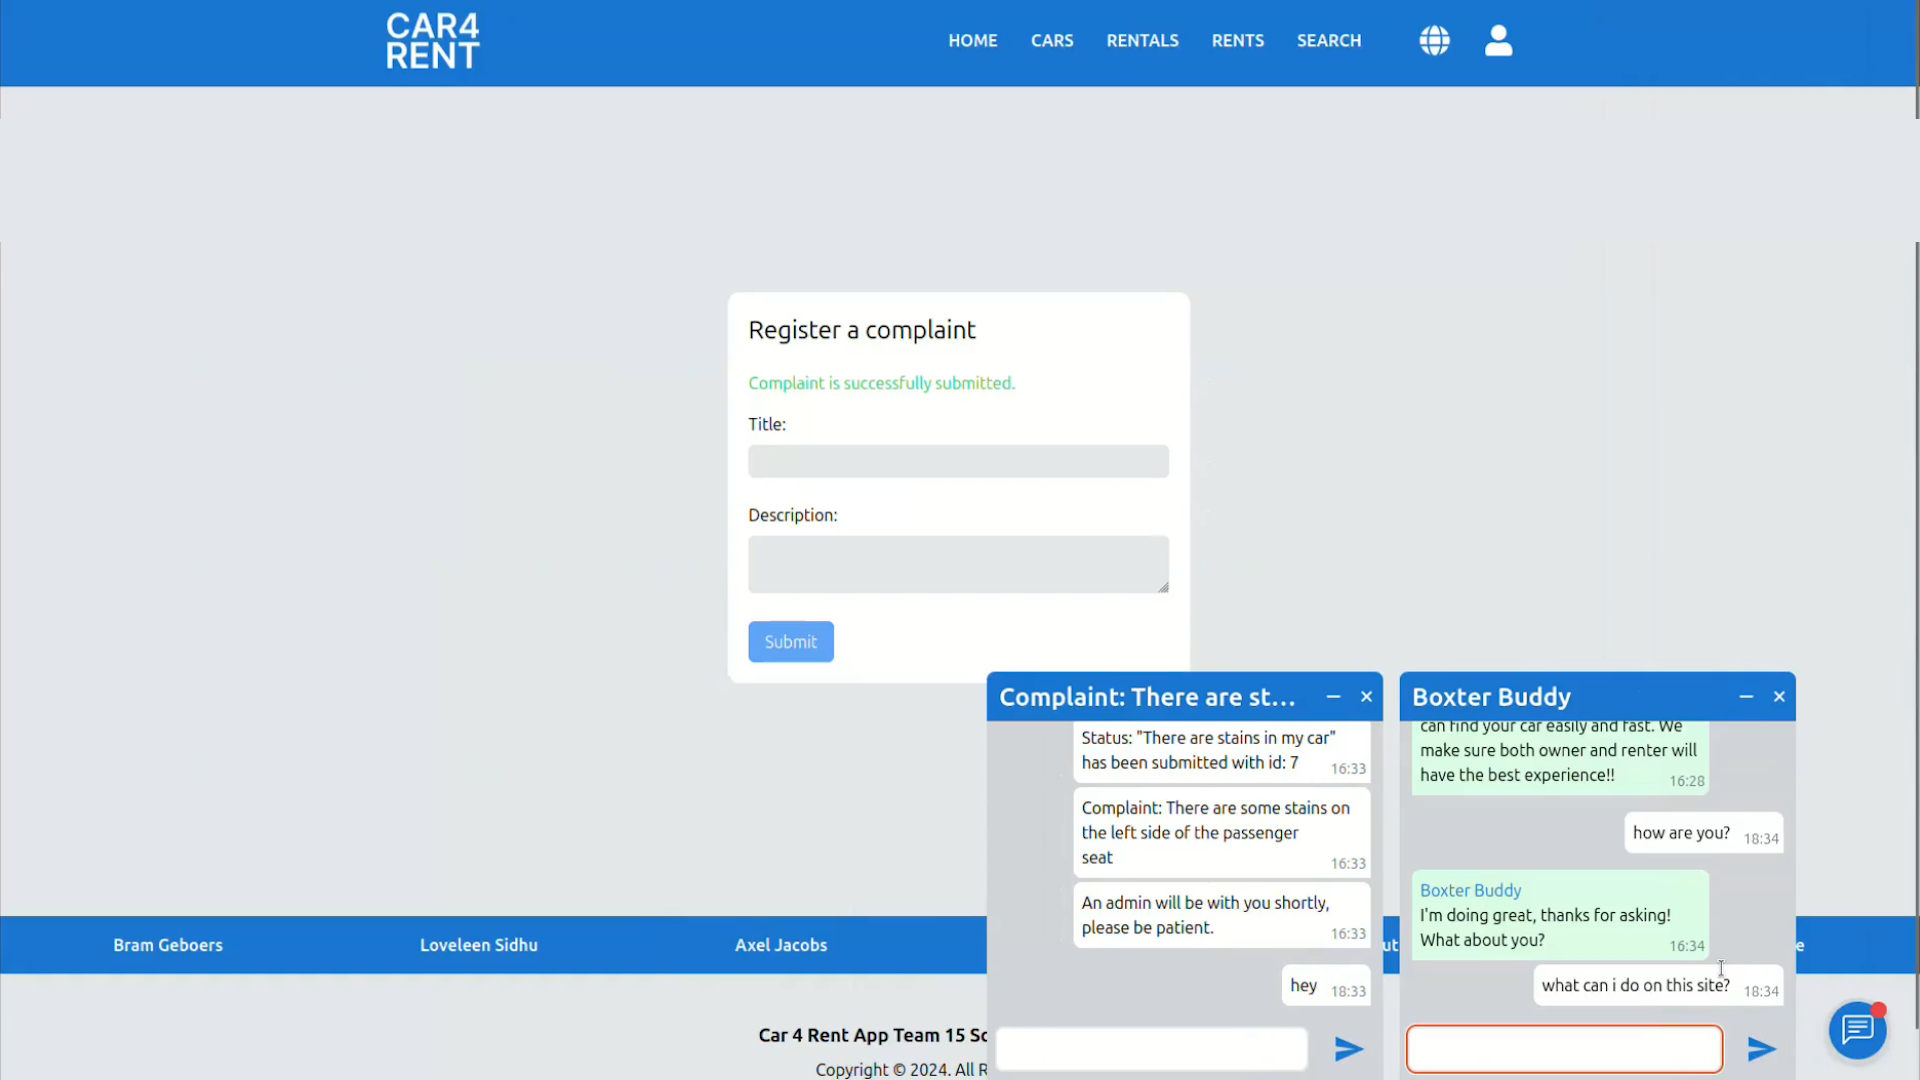 CAR4
RENT
HOME
CARS
RENTALS
RENTS
SEARCH
Register a complaint
Complaint is successfully submitted.
Title:
Description:
Submit
Complaint: There are st...
Status: "There are stains in my car"
has been submitted with id: 7
16:33
Complaint: There are some stains on
the left side of the passenger
seat
16:33
An admin will be with you shortly,
please be patient.
16:33
hey
18:33
Boxter Buddy
can find your car easily and fast. We
make sure both owner and renter will
have the best experience!!
16:28
how are you?
18:34
Boxter Buddy
I'm doing great, thanks for asking!
What about you?
16:34
what can i do on this site?
18:34
Bram Geboers
Loveleen Sidhu
Axel Jacobs
Car 4 Rent App Team 15
Copyright © 2024. All